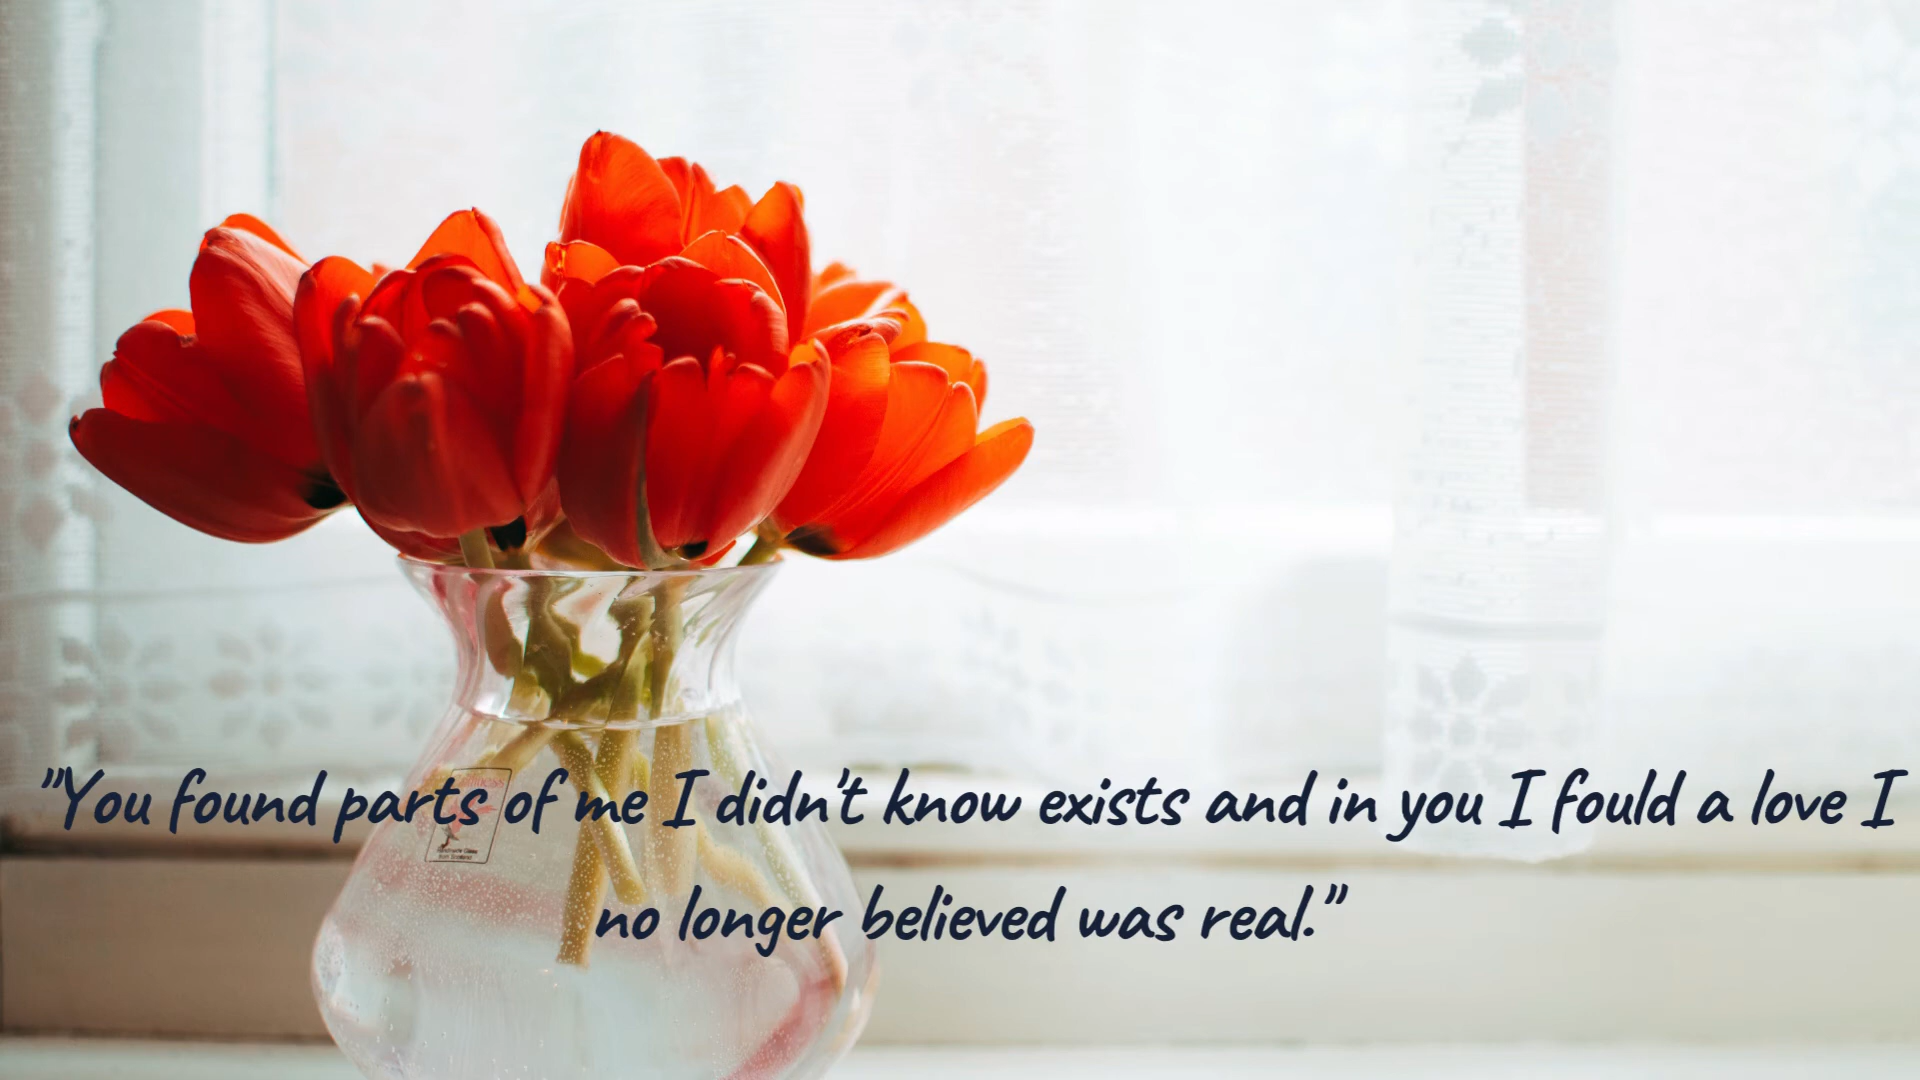 "You found parts of me I didn't know exists and in you I fould a love I
no longer believed was real."